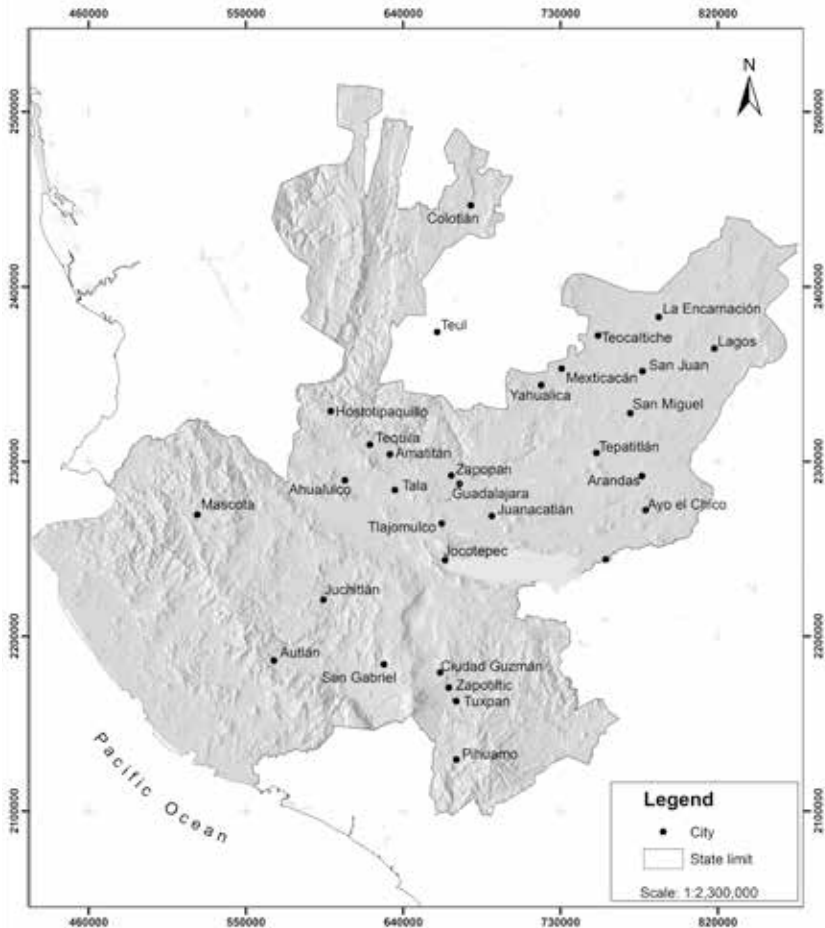 460000 550000 640000 730000 820000
N
2500000 2500000
Colotlán
2400000 2400000
La Encarnación
Teul
Teocaltiche
Lagos
San Juan
Mexticacán
Yahualica
San Miguel
Hostotipaquillo
Tequila
2300000 2300000
Amatitán
Tepatitlán
Zapopan
Arandas
Ahualulco
Tala
Guadalajara
Mascota
Juanacatlán
Ayo el Chico
Tlajomulco
Jocotepec
Juchitlán
2200000 2200000
Autlán
San Gabriel
Ciudad Guzmán
Zapotiltic
Tuxpan
Pihuamo
Pacific Ocean
2100000 2100000
Legend
City
State limit
Scale: 1:2,300,000
460000 550000 640000 730000 820000